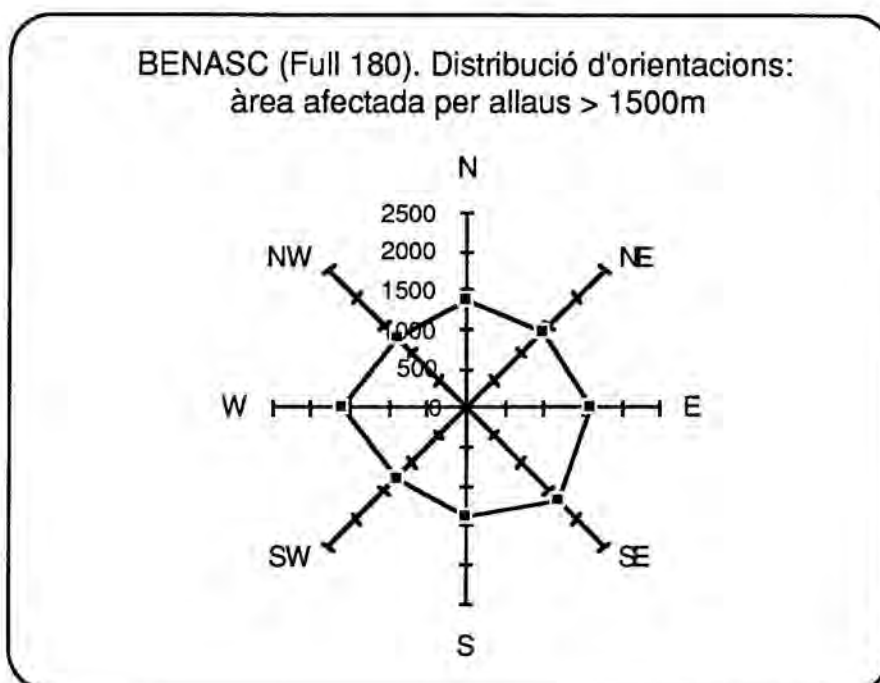 BENASC (Full 180). Distribució d'orientacions:
àrea afectada per allaus > 1500m
N
2500
NW
2000
NE
1500
1000
500
W
0
E
SW
SE
S